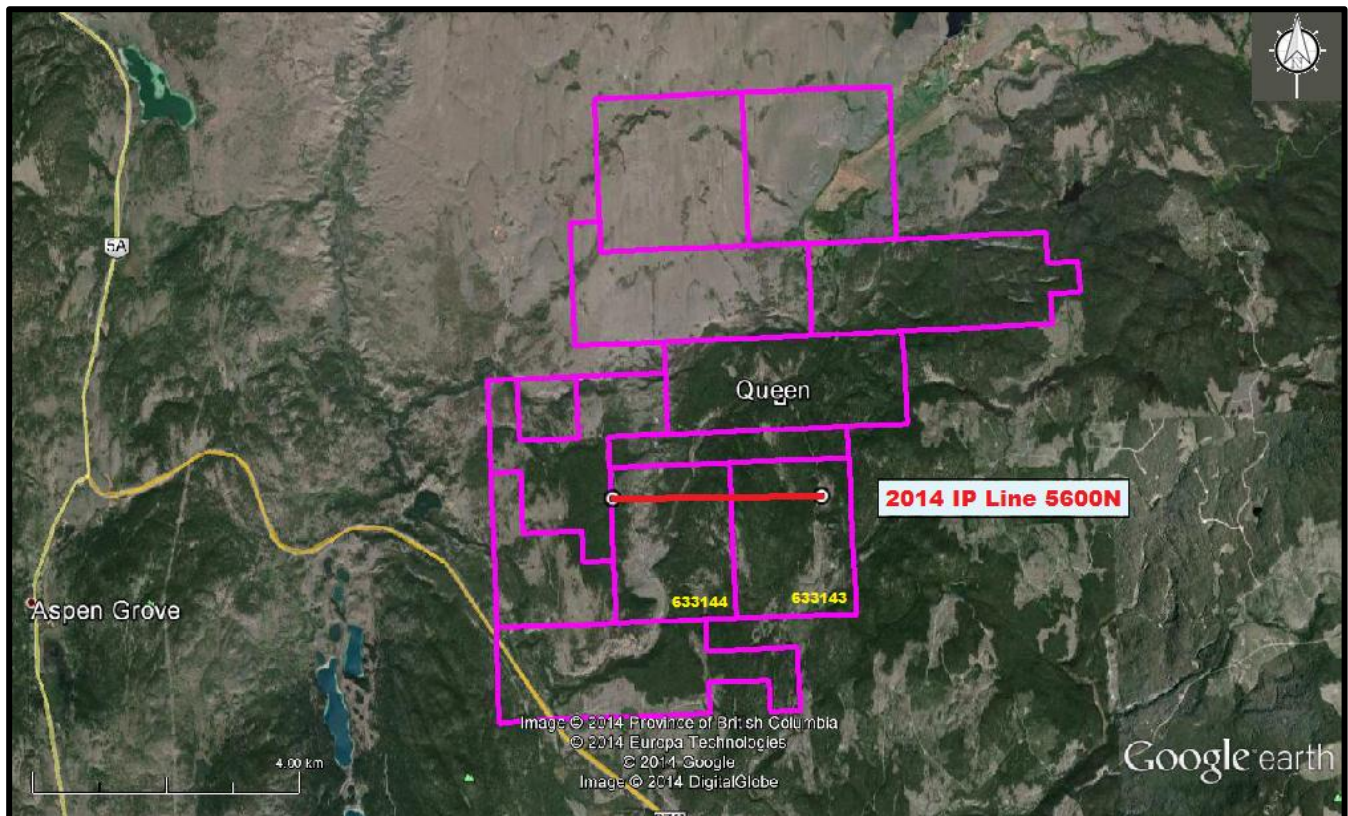 5A
Queen
2014 IP Line 5600N
633144
633143
Aspen Grove
Image © 2014 Province of British Columbia
© 2014 Europa Technologies
© 2014 Google
Image © 2014 DigitalGlobe
4.00 km
Google earth